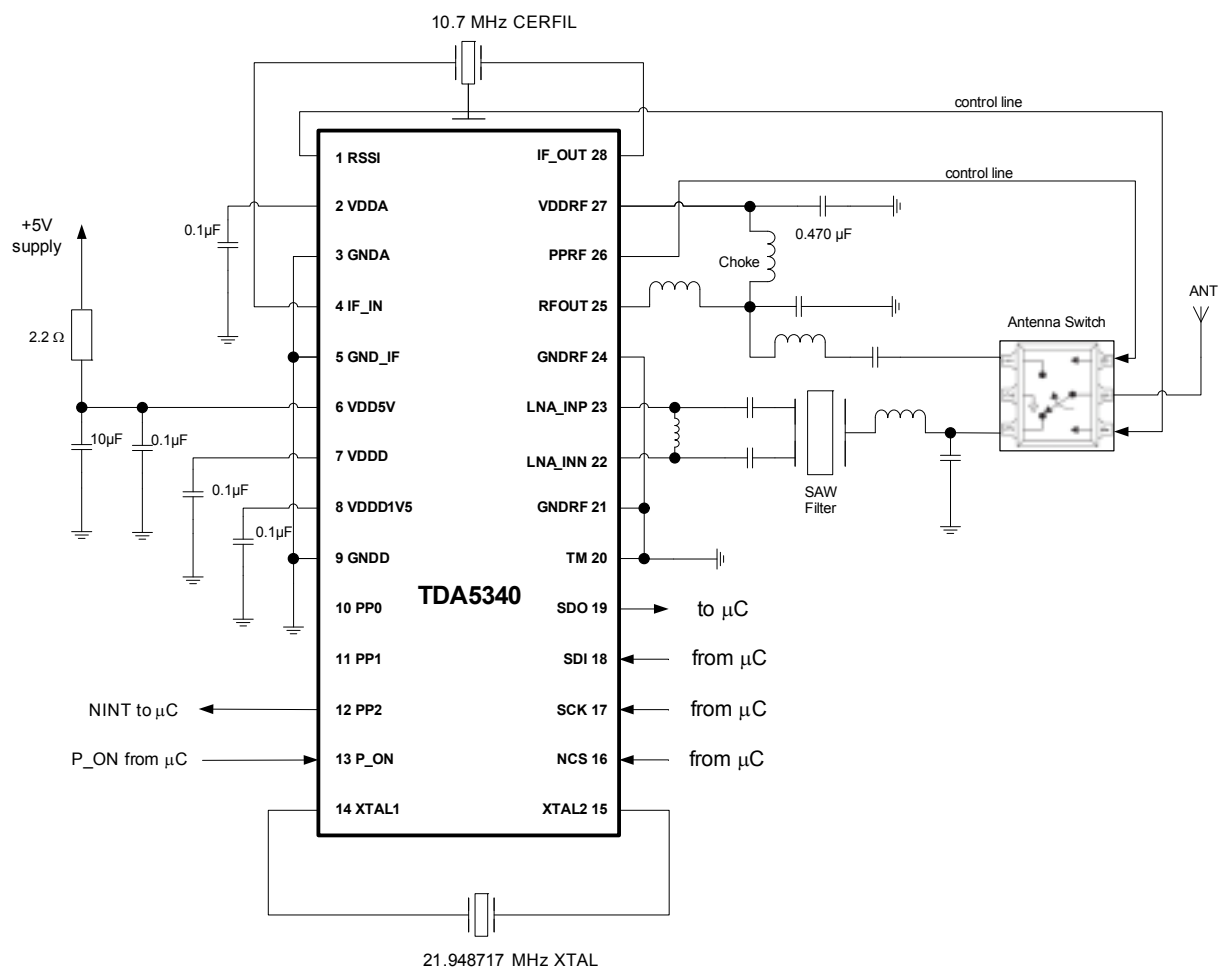 10.7 MHz CERFIL
control line
1 RSSI
IF_OUT 28
control line
2 VDDA
VDDRF 27
+5V
supply
0.1µF
0.470 µF
3 GNDA
PPRF 26
Choke
4 IF_IN
RFOUT 25
ANT
Antenna Switch
2.2 Ω
5 GND_IF
GNDRF 24
6 VDD5V
LNA_INP 23
10µF
0.1µF
7 VDDD
LNA_INN 22
SAW
Filter
0.1µF
8 VDDD1V5
GNDRF 21
0.1µF
9 GNDD
TM 20
TDA5340
10 PP0
SDO 19
to µC
11 PP1
SDI 18
from µC
NINT to µC
12 PP2
SCK 17
from µC
P_ON from µC
13 P_ON
NCS 16
from µC
14 XTAL1
XTAL2 15
21.948717 MHz XTAL